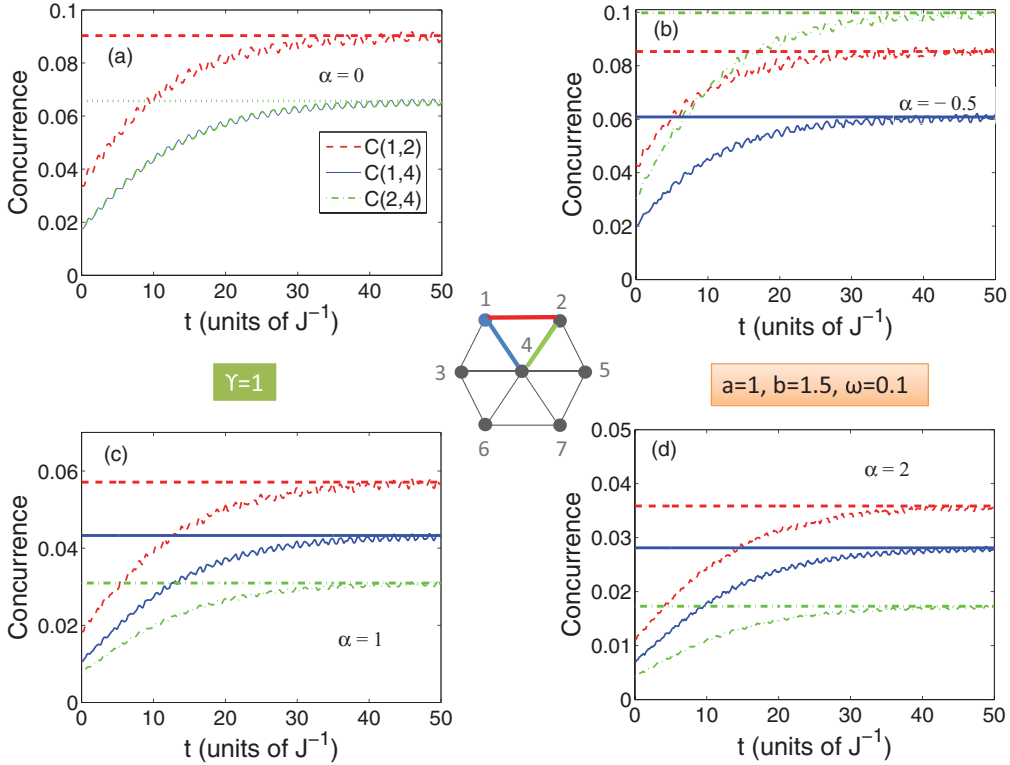 0.1
0.08
0.06
0.04
0.02
0
Concurrence
(a)
α = 0
C(1,2)
C(1,4)
C(2,4)
0 10 20 30 40 50
t (units of J⁻¹)
0.1
0.08
0.06
0.04
0.02
0
Concurrence
(b)
α = − 0.5
0 10 20 30 40 50
t (units of J⁻¹)
1 2
4
3 5
6 7
ϒ=1
a=1, b=1.5, ω=0.1
0.06
0.04
0.02
0
Concurrence
(c)
α = 1
0 10 20 30 40 50
t (units of J⁻¹)
0.05
0.04
0.03
0.02
0.01
0
Concurrence
(d)
α = 2
0 10 20 30 40 50
t (units of J⁻¹)